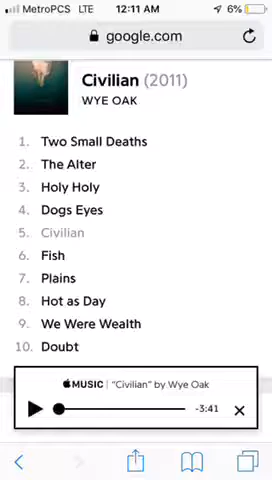 MetroPCS LTE 12:11 AM 6%
google.com
Civilian (2011)
WYE OAK
1. Two Small Deaths
2. The Alter
3. Holy Holy
4. Dogs Eyes
5. Civilian
6. Fish
7. Plains
8. Hot as Day
9. We Were Wealth
10. Doubt
MUSIC | "Civilian" by Wye Oak
-3:41